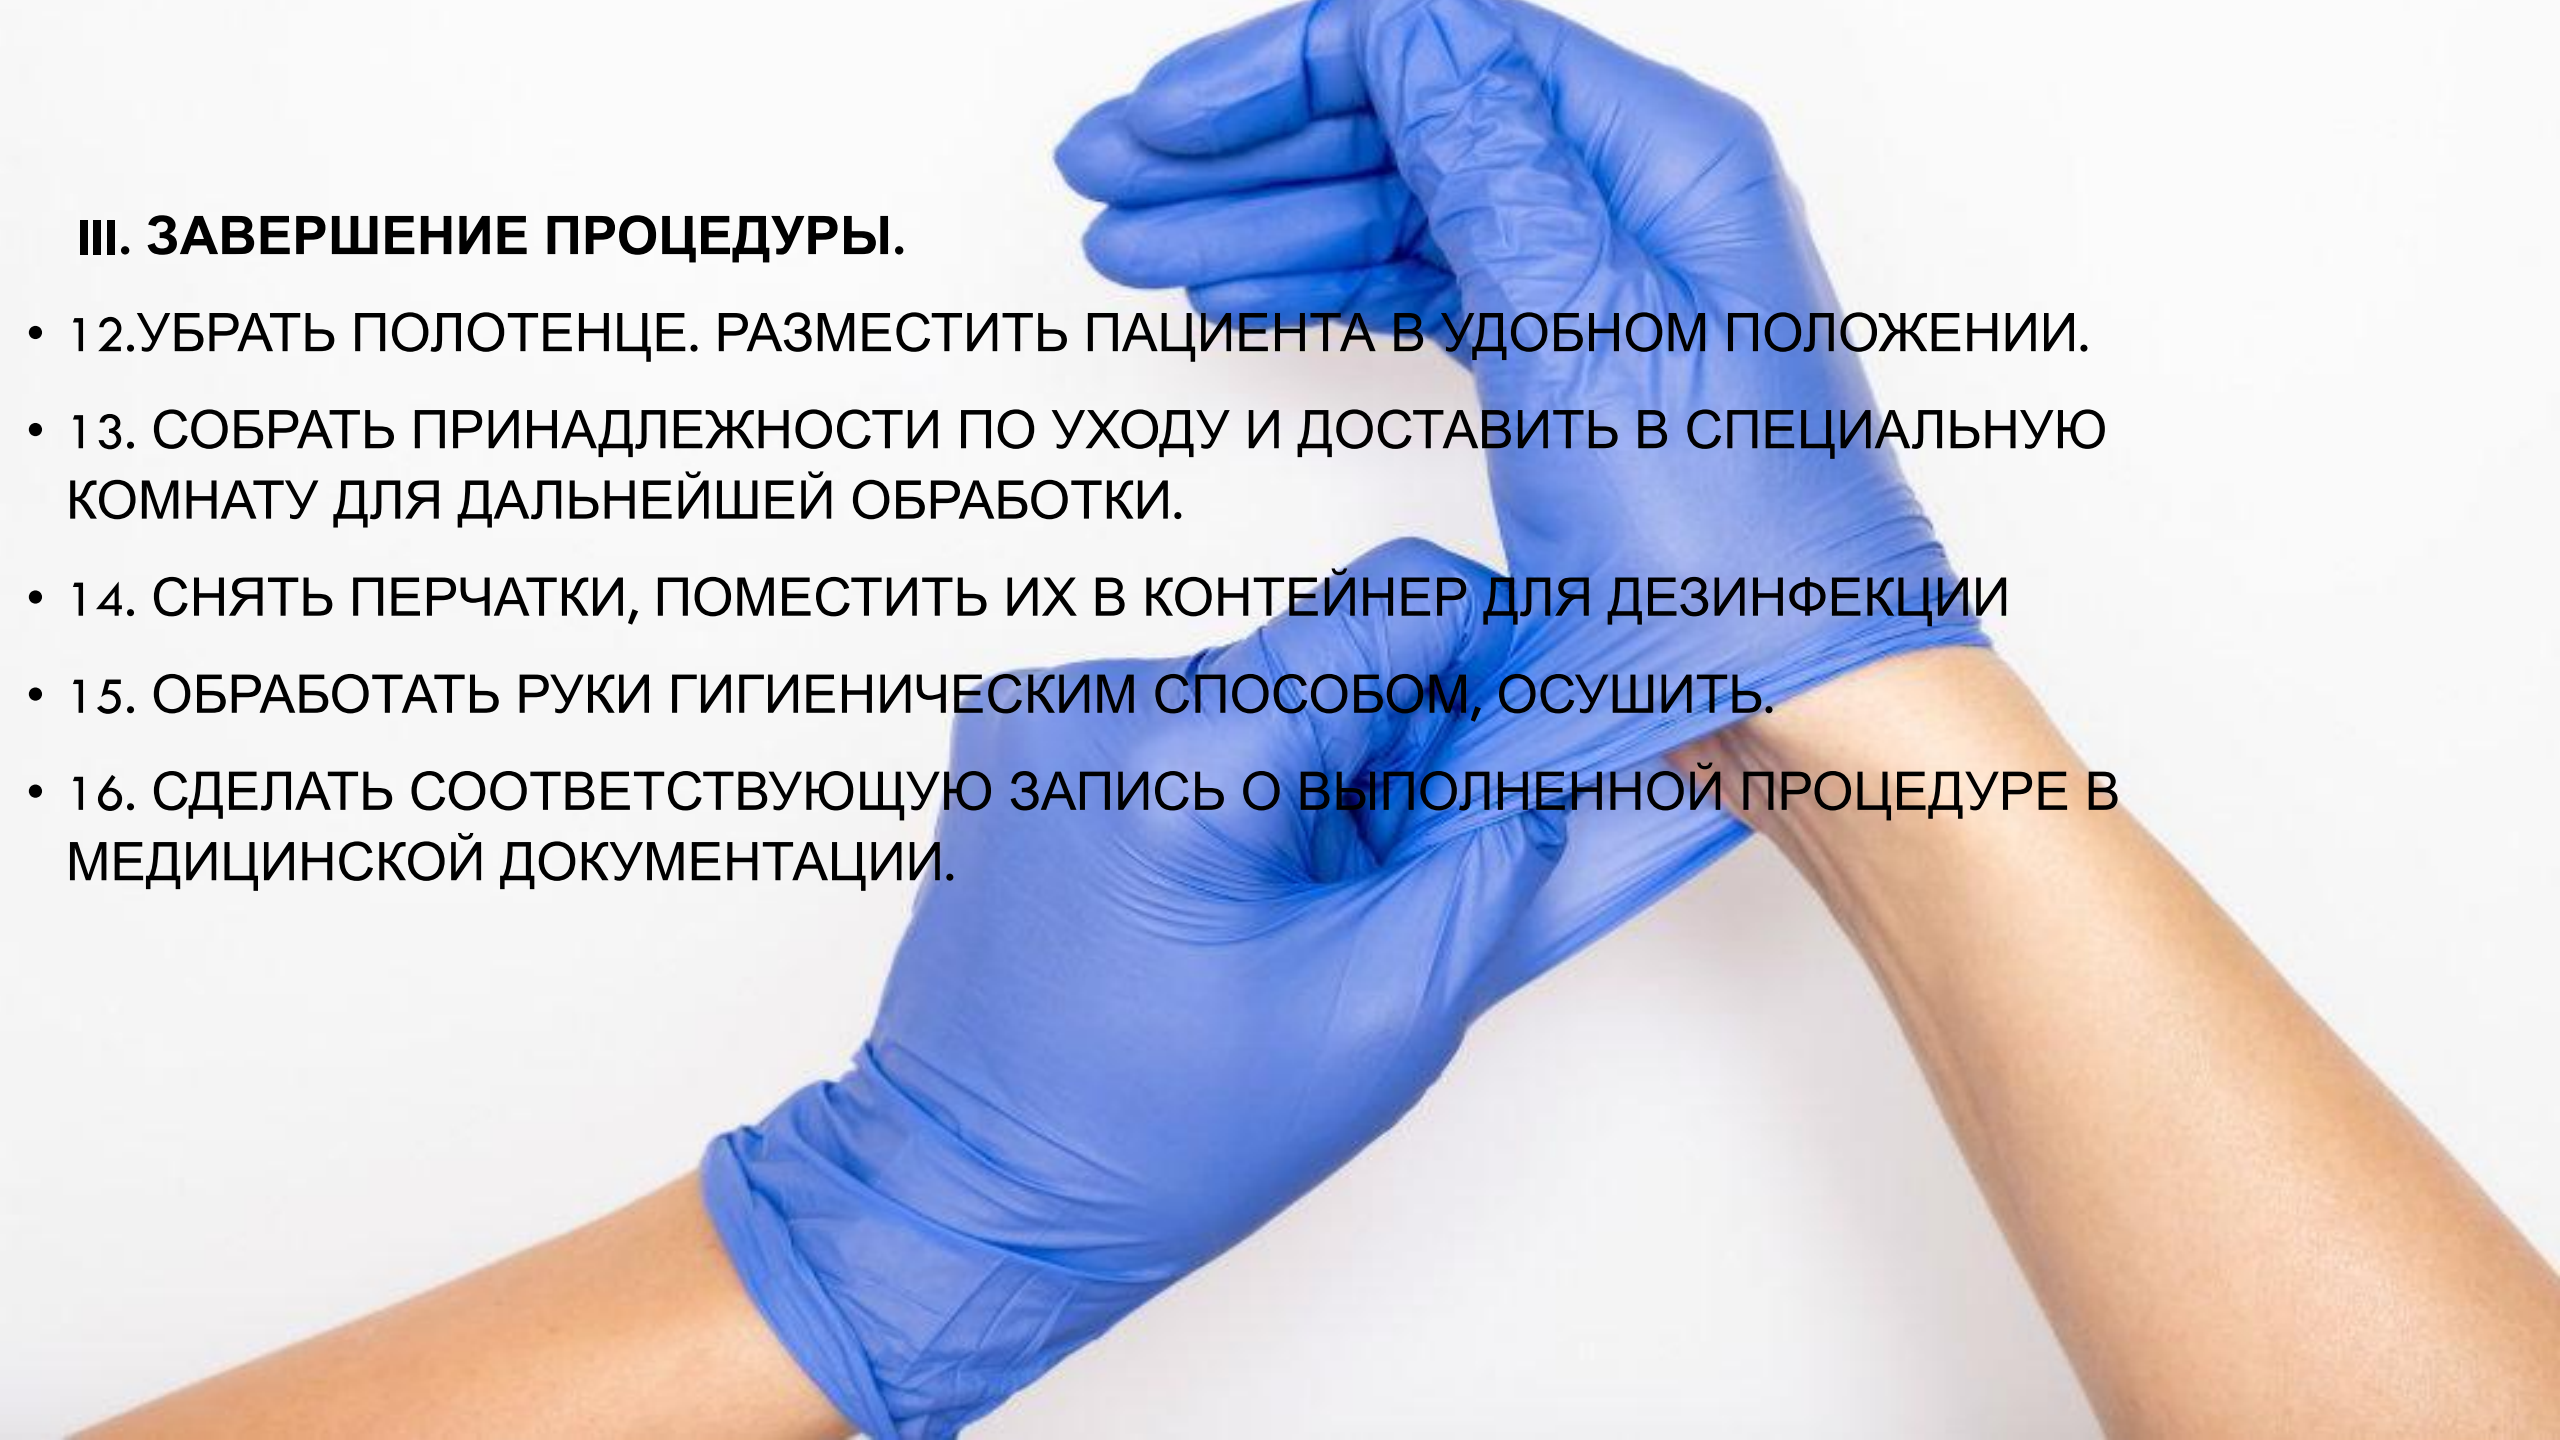 III. ЗАВЕРШЕНИЕ ПРОЦЕДУРЫ.
• 12.УБРАТЬ ПОЛОТЕНЦЕ. РАЗМЕСТИТЬ ПАЦИЕНТА В УДОБНОМ ПОЛОЖЕНИИ.
• 13. СОБРАТЬ ПРИНАДЛЕЖНОСТИ ПО УХОДУ И ДОСТАВИТЬ В СПЕЦИАЛЬНУЮ
КОМНАТУ ДЛЯ ДАЛЬНЕЙШЕЙ ОБРАБОТКИ.
• 14. СНЯТЬ ПЕРЧАТКИ, ПОМЕСТИТЬ ИХ В КОНТЕЙНЕР ДЛЯ ДЕЗИНФЕКЦИИ
• 15. ОБРАБОТАТЬ РУКИ ГИГИЕНИЧЕСКИМ СПОСОБОМ, ОСУШИТЬ.
• 16. СДЕЛАТЬ СООТВЕТСТВУЮЩУЮ ЗАПИСЬ О ВЫПОЛНЕННОЙ ПРОЦЕДУРЕ В
МЕДИЦИНСКОЙ ДОКУМЕНТАЦИИ.